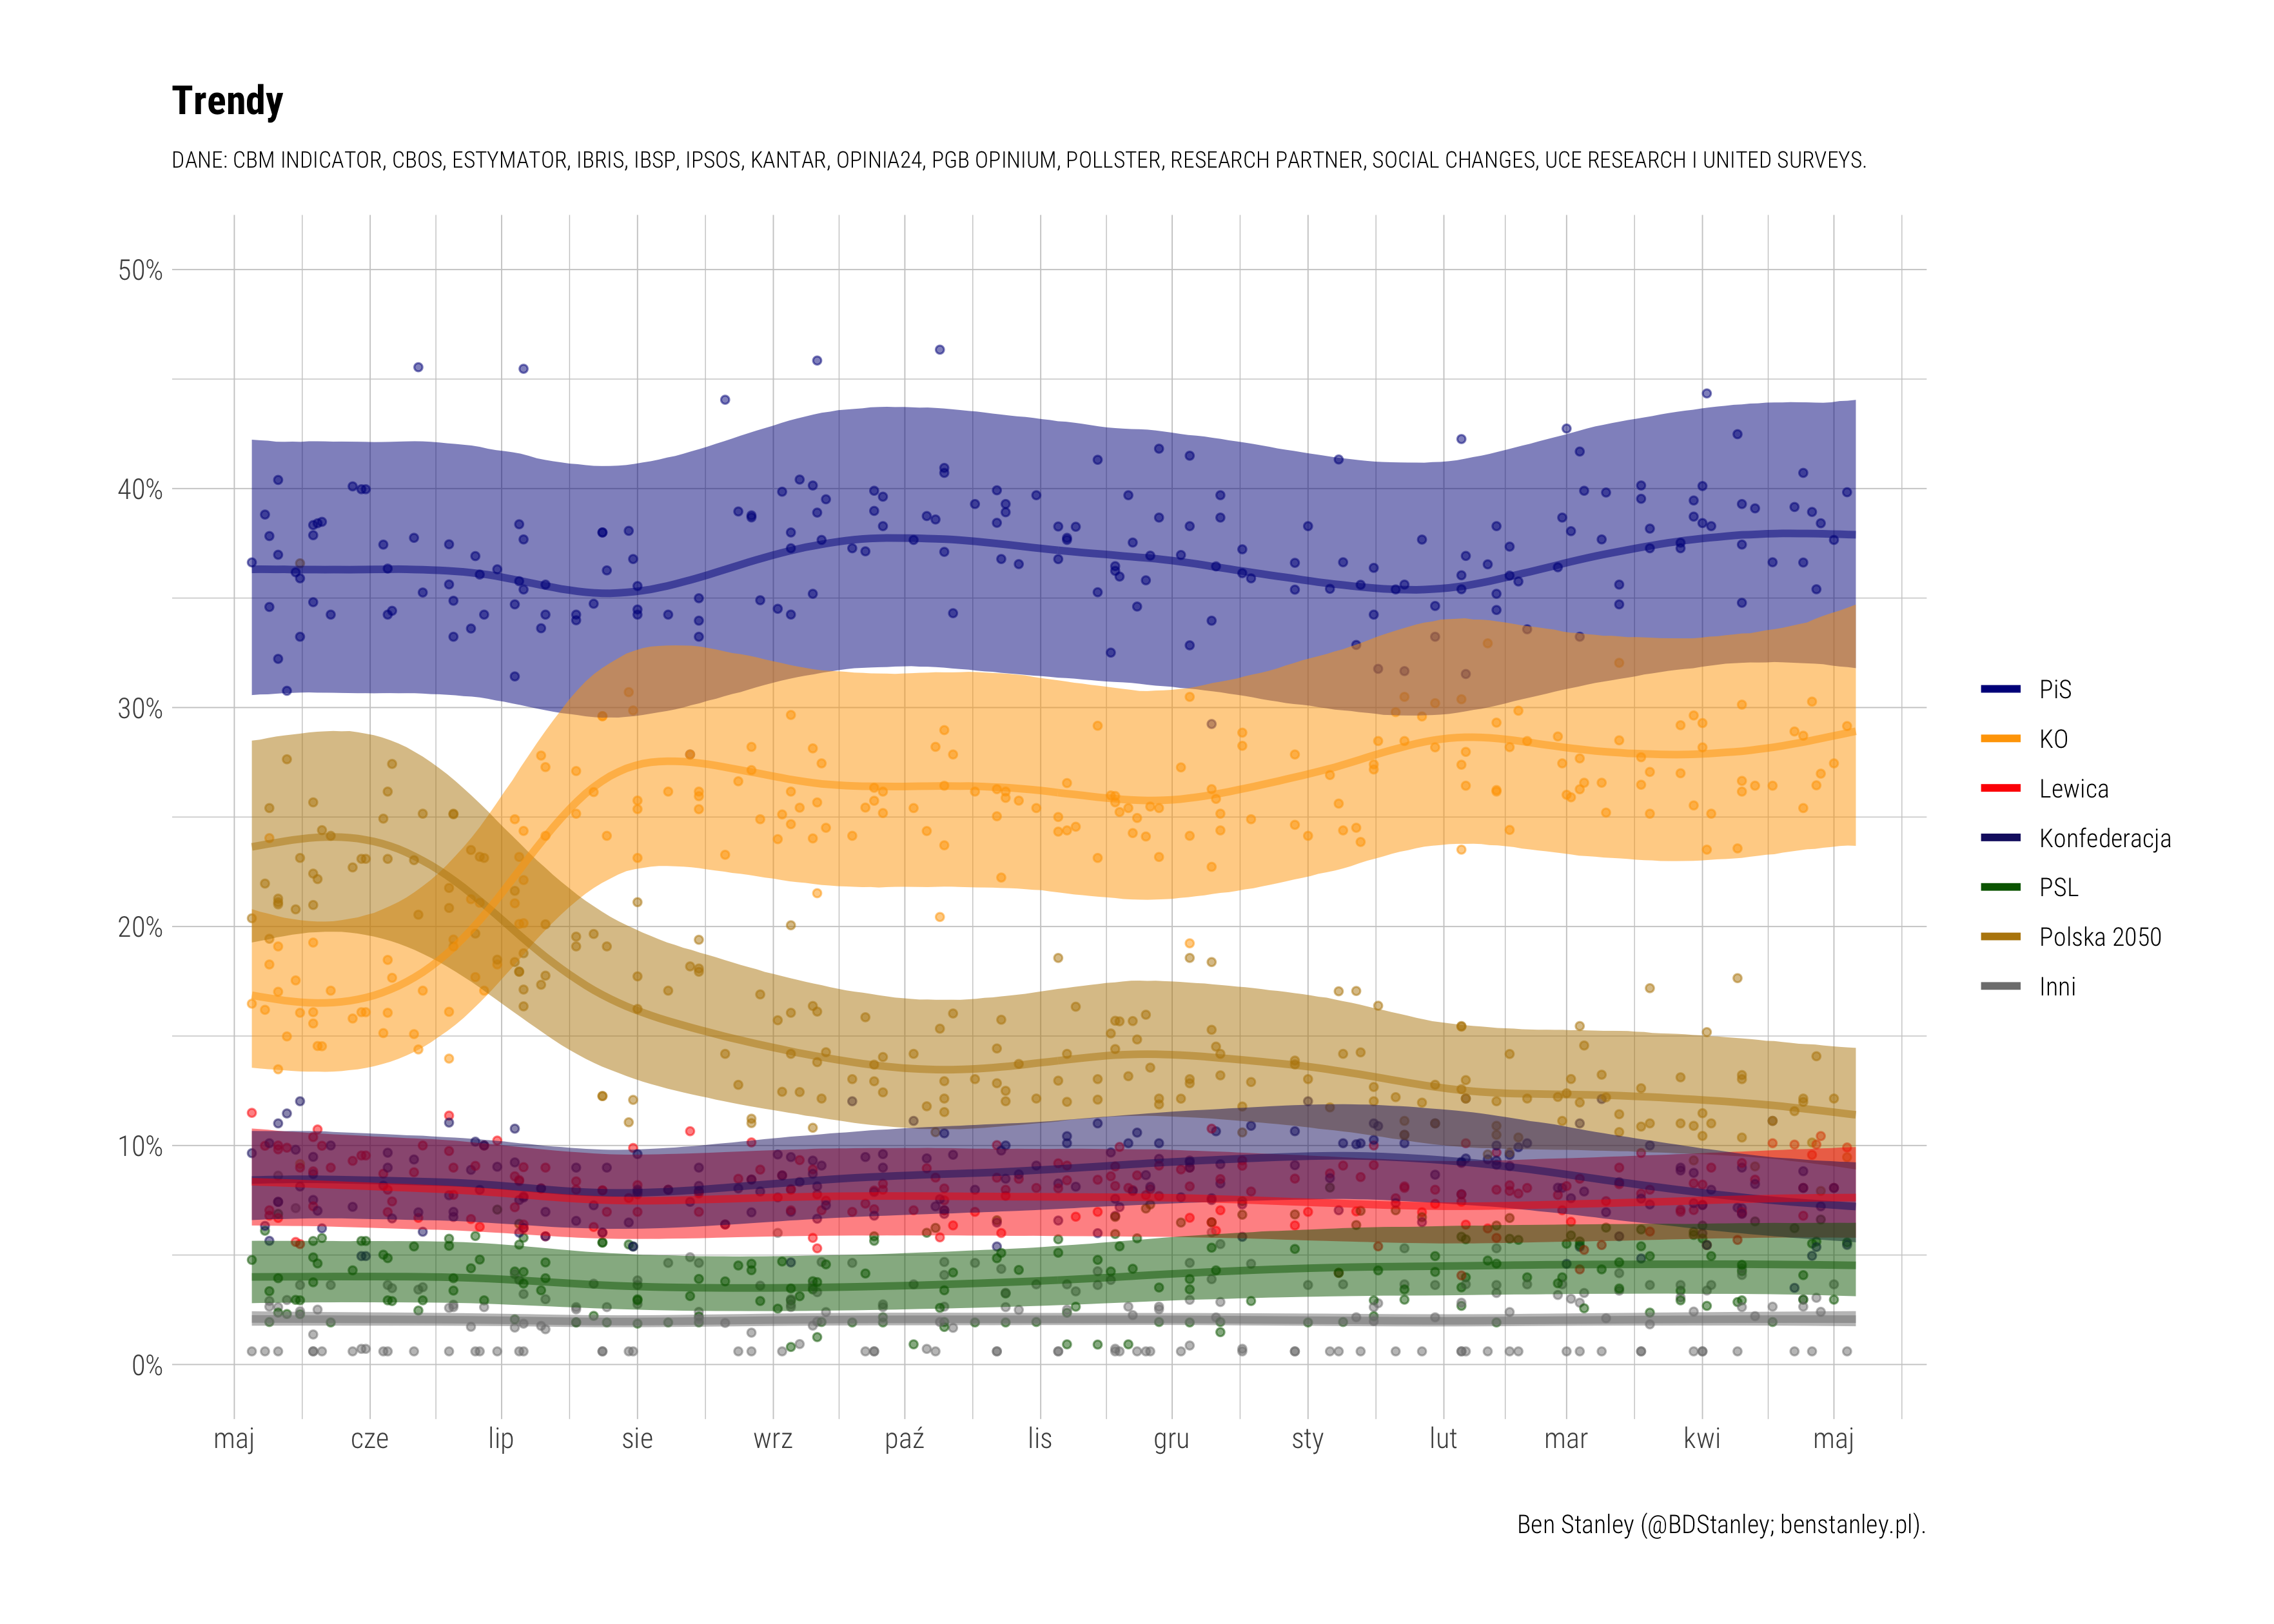 Trendy
DANE: CBM INDICATOR, CBOS, ESTYMATOR, IBRIS, IBSP, IPSOS, KANTAR, OPINIA24, PGB OPINIUM, POLLSTER, RESEARCH PARTNER, SOCIAL CHANGES, UCE RESEARCH I UNITED SURVEYS.
50%
40%
30%
20%
10%
0%
maj cze lip sie wrz paź lis gru sty lut mar kwi maj
PiS
KO
Lewica
Konfederacja
PSL
Polska 2050
Inni
Ben Stanley (@BDStanley; benstanley.pl).